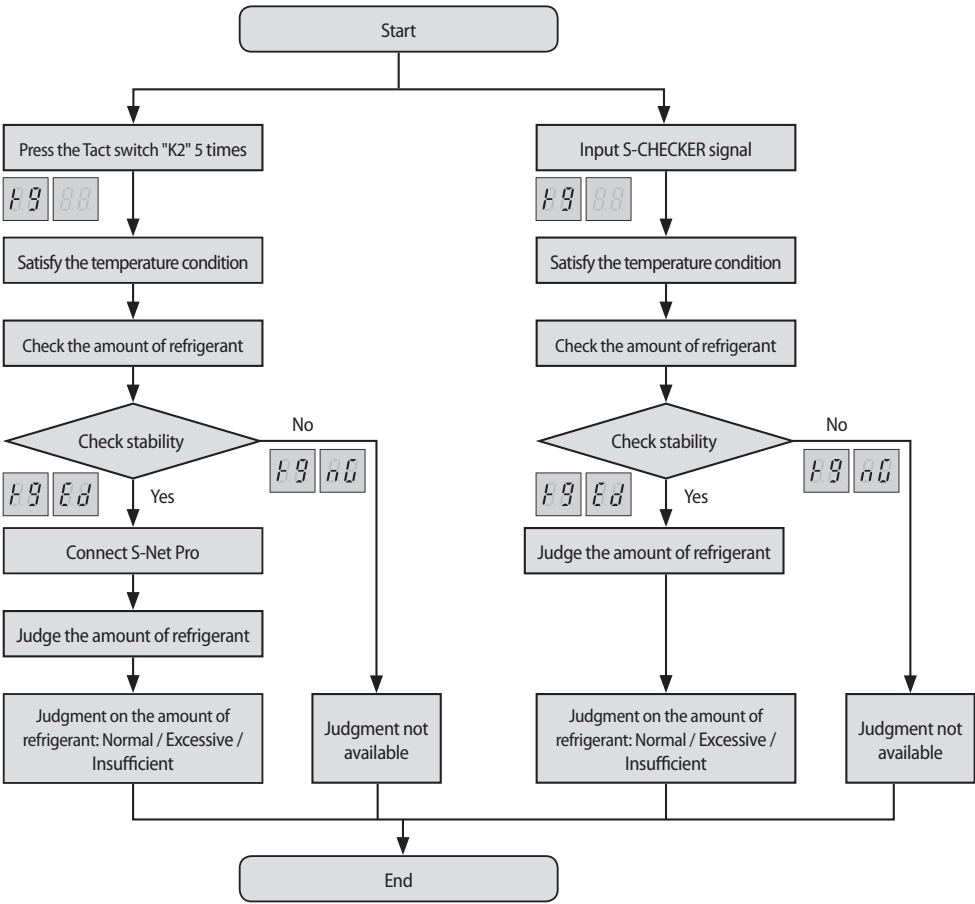 Start
Press the Tact switch "K2" 5 times
Input S-CHECKER signal
Satisfy the temperature condition
Satisfy the temperature condition
Check the amount of refrigerant
Check the amount of refrigerant
Check stability
No
Check stability
No
Yes
Yes
Connect S-Net Pro
Judge the amount of refrigerant
Judge the amount of refrigerant
Judgment on the amount of
refrigerant: Normal / Excessive /
Insufficient
Judgment not
available
Judgment on the amount of
refrigerant: Normal / Excessive /
Insufficient
Judgment not
available
End